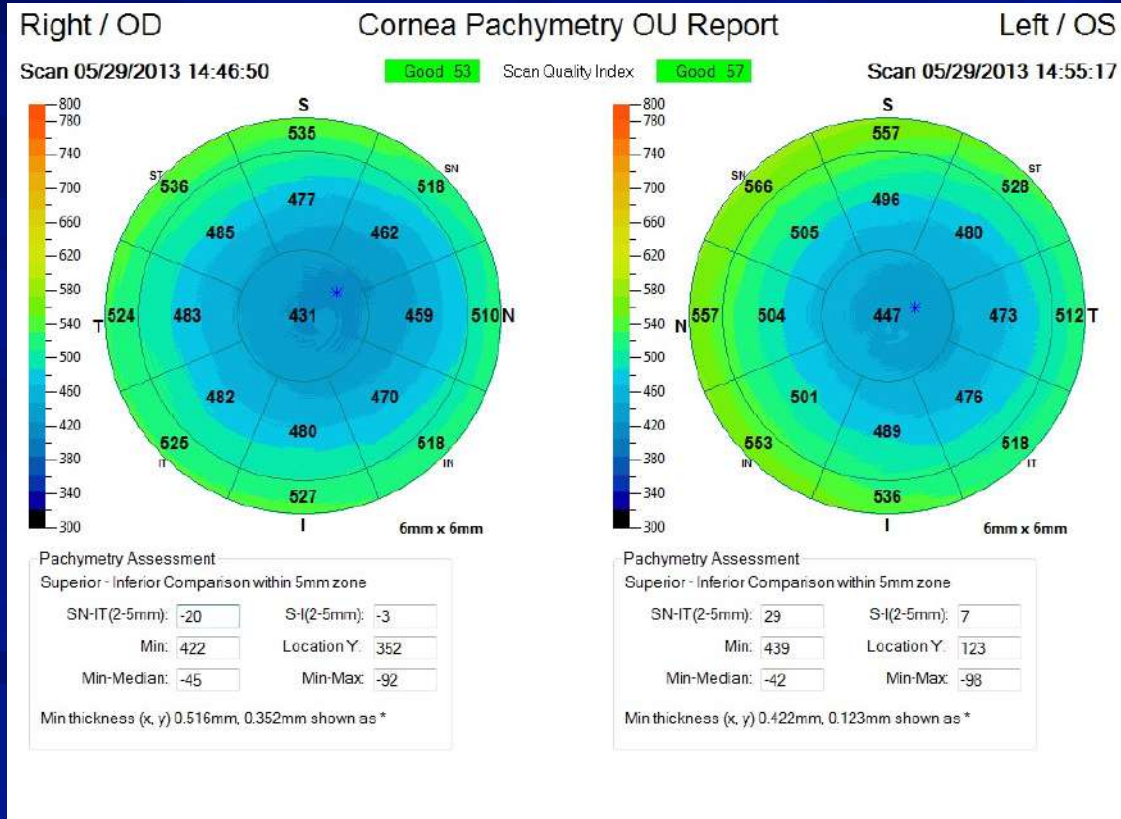 Right / OD Cornea Pachymetry OU Report Left / OS
Scan 05/29/2013 14:46:50 Good 53 Scan Quality Index Good 57 Scan 05/29/2013 14:55:17
800
780
740
700
660
620
580
540
500
460
420
380
340
300
S
535
ST SN
536 518
477
485 462
T 524 483 431 459 510 N
482 470
480
525 518
IT IN
527
I
6mm x 6mm
800
780
740
700
660
620
580
540
500
460
420
380
340
300
S
557
SN ST
566 528
496
505 480
N 557 504 447 473 512 T
501 476
489
553 518
IN IT
536
I
6mm x 6mm
Pachymetry Assessment
Superior - Inferior Comparison within 5mm zone
SN-IT(2-5mm): -20 S-I(2-5mm): -3
Min: 422 Location Y: 352
Min-Median: -45 Min-Max: -92
Min thickness (x, y) 0.516mm, 0.352mm shown as *
Pachymetry Assessment
Superior - Inferior Comparison within 5mm zone
SN-IT(2-5mm): 29 S-I(2-5mm): 7
Min: 439 Location Y: 123
Min-Median: -42 Min-Max: -98
Min thickness (x, y) 0.422mm, 0.123mm shown as *